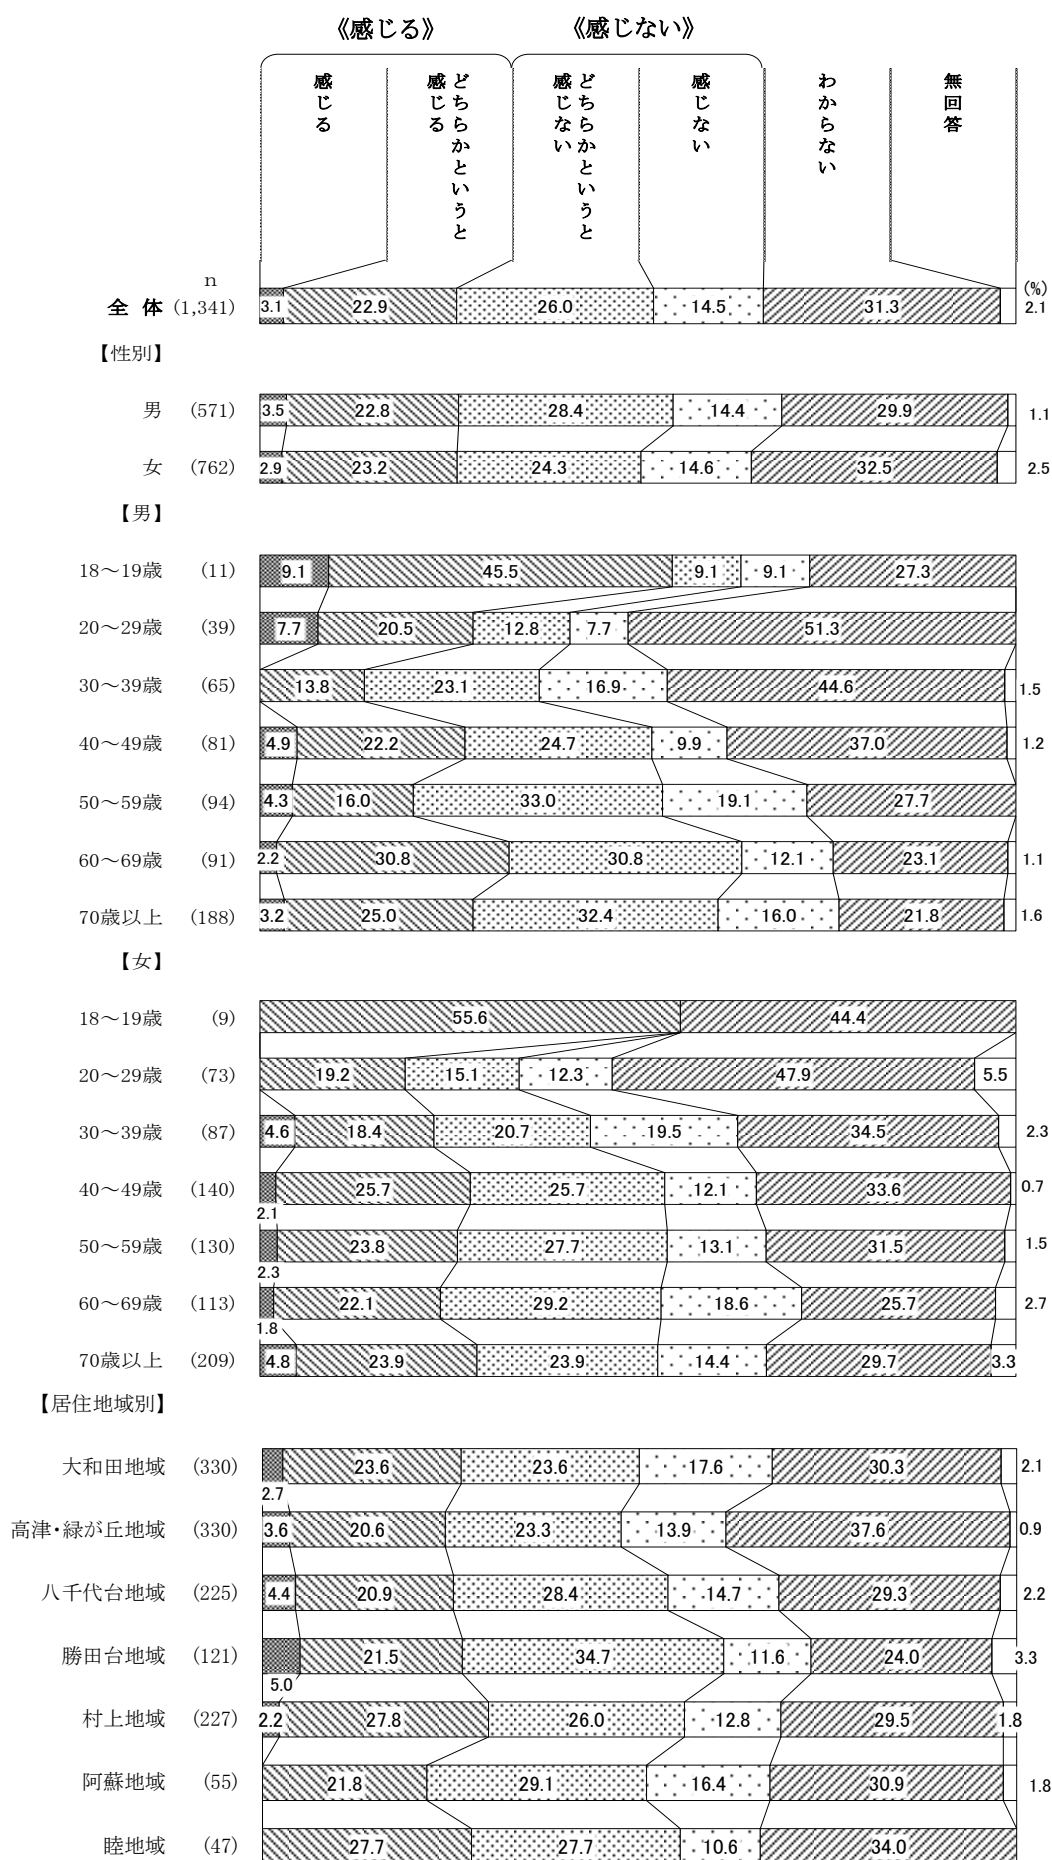 《感じる》 《感じない》
感じる
どちらかというと
感じる
どちらかというと
感じない
感じない
わからない
無回答
n (%)
全 体 (1,341) 3.1 22.9 26.0 14.5 31.3 2.1
【性別】
男 (571) 3.5 22.8 28.4 14.4 29.9 1.1
女 (762) 2.9 23.2 24.3 14.6 32.5 2.5
【男】
18～19歳 (11) 9.1 45.5 9.1 9.1 27.3
20～29歳 (39) 7.7 20.5 12.8 7.7 51.3
30～39歳 (65) 13.8 23.1 16.9 44.6 1.5
40～49歳 (81) 4.9 22.2 24.7 9.9 37.0 1.2
50～59歳 (94) 4.3 16.0 33.0 19.1 27.7
60～69歳 (91) 2.2 30.8 30.8 12.1 23.1 1.1
70歳以上 (188) 3.2 25.0 32.4 16.0 21.8 1.6
【女】
18～19歳 (9) 55.6 44.4
20～29歳 (73) 19.2 15.1 12.3 47.9 5.5
30～39歳 (87) 4.6 18.4 20.7 19.5 34.5 2.3
40～49歳 (140) 2.1 25.7 25.7 12.1 33.6 0.7
50～59歳 (130) 2.3 23.8 27.7 13.1 31.5 1.5
60～69歳 (113) 1.8 22.1 29.2 18.6 25.7 2.7
70歳以上 (209) 4.8 23.9 23.9 14.4 29.7 3.3
【居住地域別】
大和田地域 (330) 2.7 23.6 23.6 17.6 30.3 2.1
高津・緑が丘地域 (330) 3.6 20.6 23.3 13.9 37.6 0.9
八千代台地域 (225) 4.4 20.9 28.4 14.7 29.3 2.2
勝田台地域 (121) 5.0 21.5 34.7 11.6 24.0 3.3
村上地域 (227) 2.2 27.8 26.0 12.8 29.5 1.8
阿蘇地域 (55) 21.8 29.1 16.4 30.9 1.8
睦地域 (47) 27.7 27.7 10.6 34.0